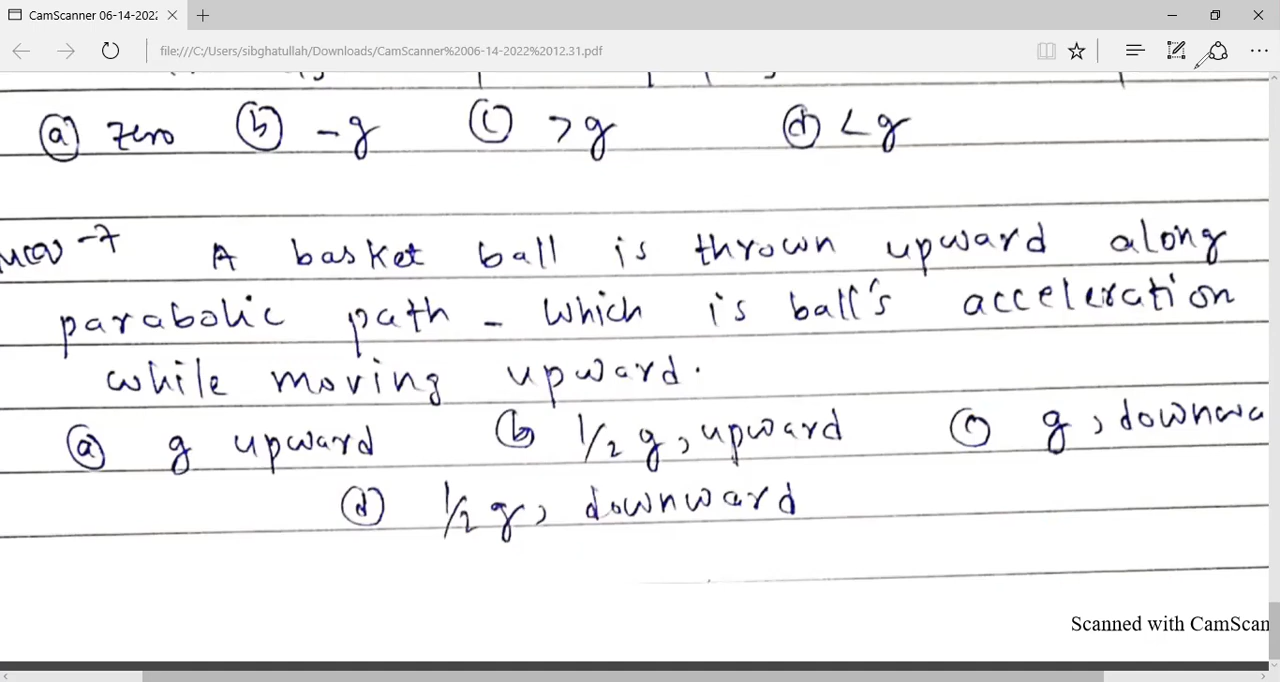 CamScanner 06-14-202
file:///C:/Users/sibghatullah/Downloads/CamScanner%2006-14-2022%2012.31.pdf
(a) zero (b) -g (c) >g (d) <g
MCQ -7 A basket ball is thrown upward along
parabolic path - which is ball's acceleration
while moving upward.
(a) g upward (b) 1/2 g, upward (c) g, downwa
(d) 1/2 g, downward
Scanned with CamScan